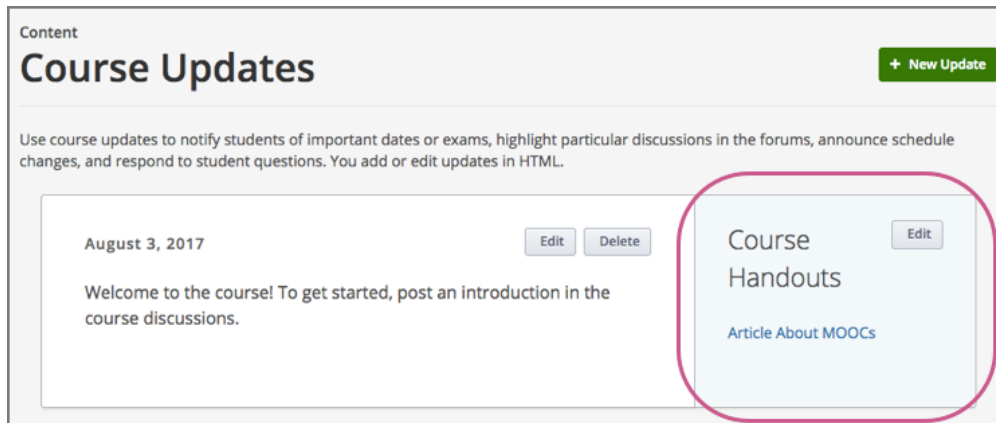 Content
Course Updates
+ New Update
Use course updates to notify students of important dates or exams, highlight particular discussions in the forums, announce schedule
changes, and respond to student questions. You add or edit updates in HTML.
August 3, 2017
Edit
Delete
Welcome to the course! To get started, post an introduction in the
course discussions.
Course
Handouts
Edit
Article About MOOCs